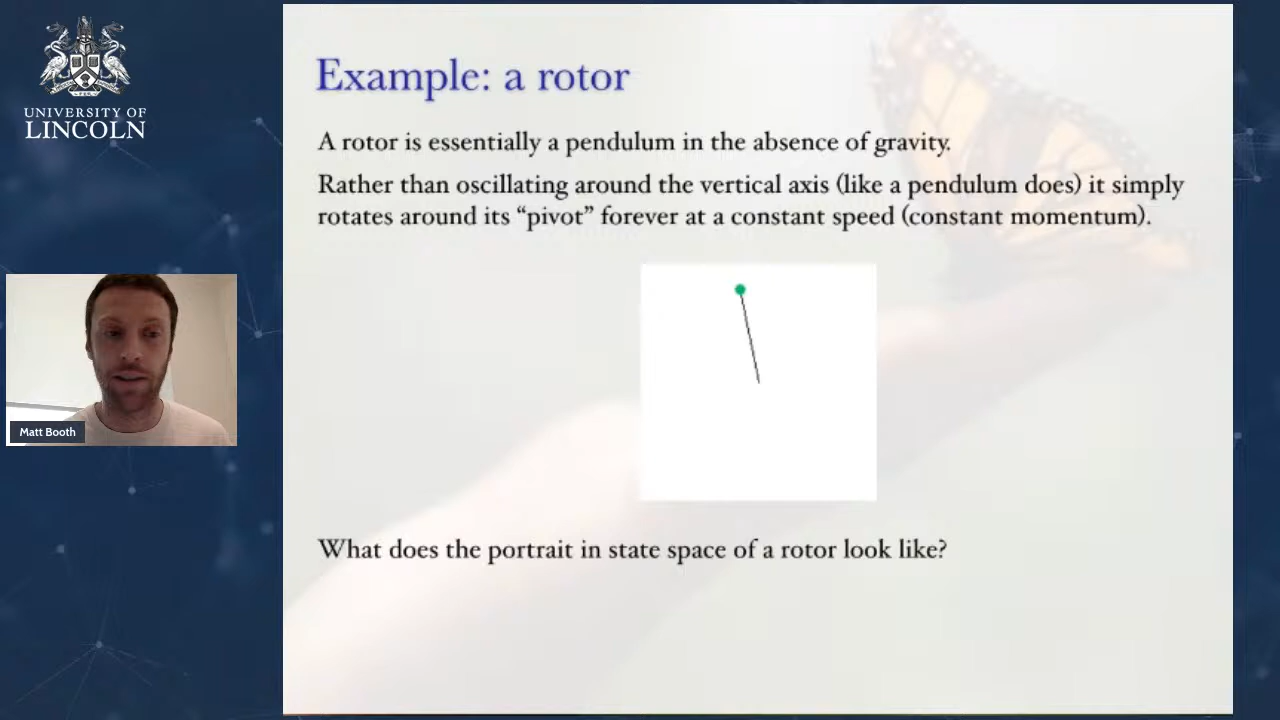 UNIVERSITY OF
LINCOLN
Example: a rotor
A rotor is essentially a pendulum in the absence of gravity.
Rather than oscillating around the vertical axis (like a pendulum does) it simply
rotates around its “pivot” forever at a constant speed (constant momentum).
Matt Booth
What does the portrait in state space of a rotor look like?